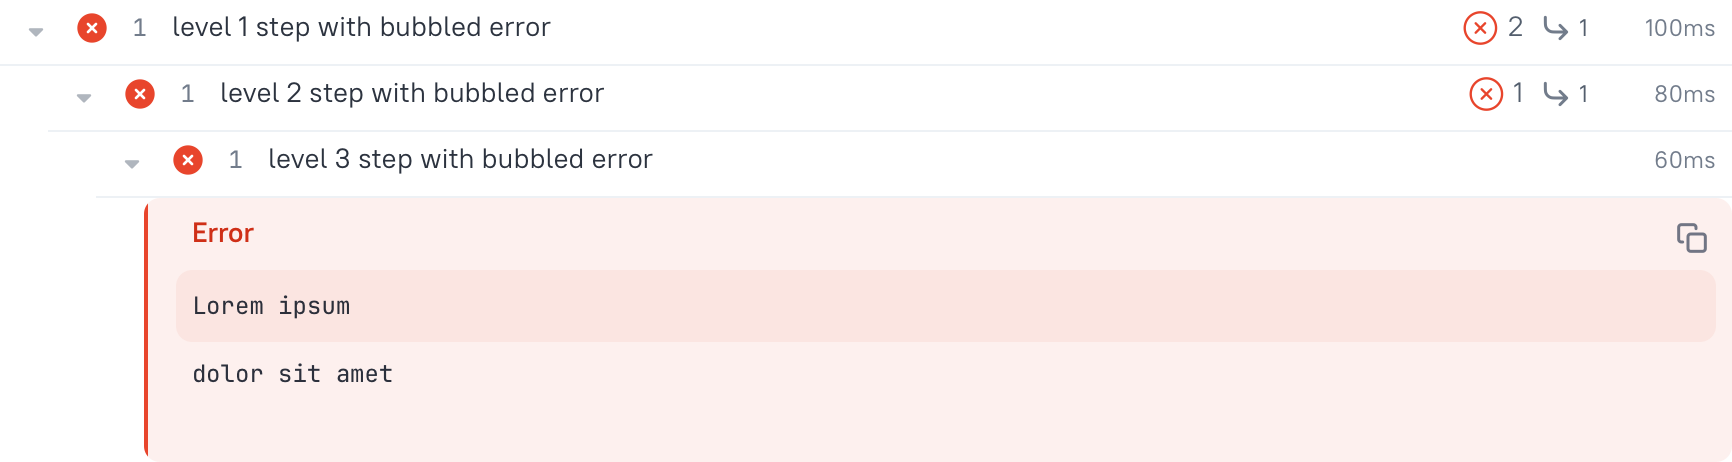 1 level 1 step with bubbled error 2 1 100ms
1 level 2 step with bubbled error 1 1 80ms
1 level 3 step with bubbled error 60ms
Error
Lorem ipsum
dolor sit amet